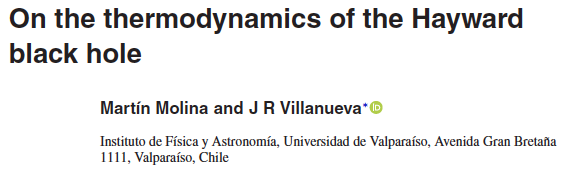 On the thermodynamics of the Hayward
black hole
Martín Molina and J R Villanueva*
Instituto de Física y Astronomía, Universidad de Valparaíso, Avenida Gran Bretaña
1111, Valparaíso, Chile